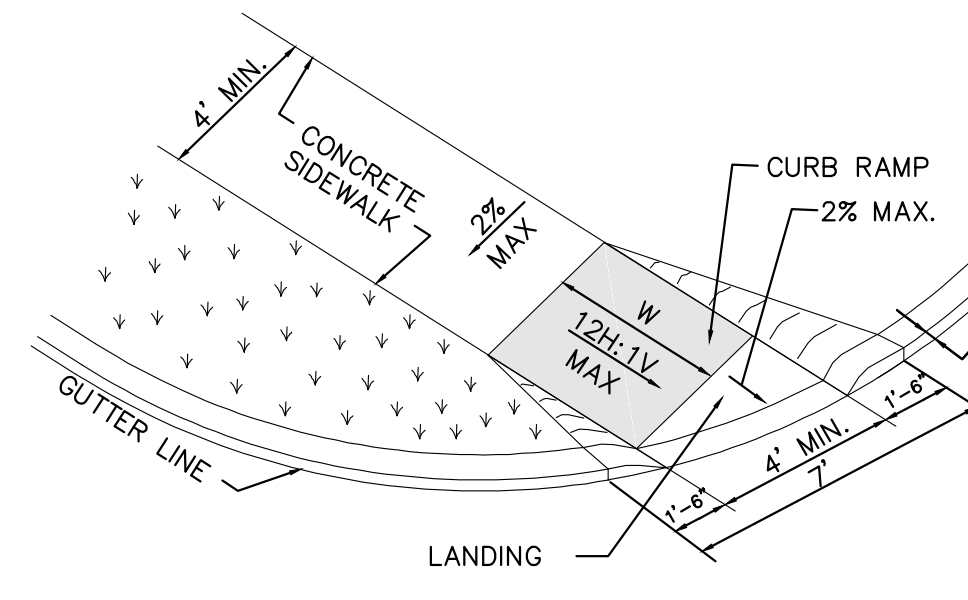 4' MIN.
CONCRETE
SIDEWALK
2%
MAX
CURB RAMP
2% MAX.
W
12H:1V
MAX
GUTTER LINE
1'-6"
4' MIN.
7'
1'-6"
LANDING